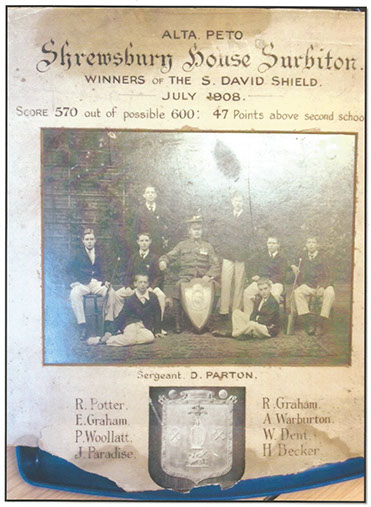 ALTA PETO
Shrewsbury House Surbiton.
WINNERS OF THE S. DAVID SHIELD.
JULY 1908.
SCORE 570 out of possible 600: 47 Points above second schoo
Sergeant. D. PARTON.
R. Potter.
E. Graham.
P. Woollatt.
J. Paradise.
R. Graham.
A Warburton.
W. Dent.
H Becker.